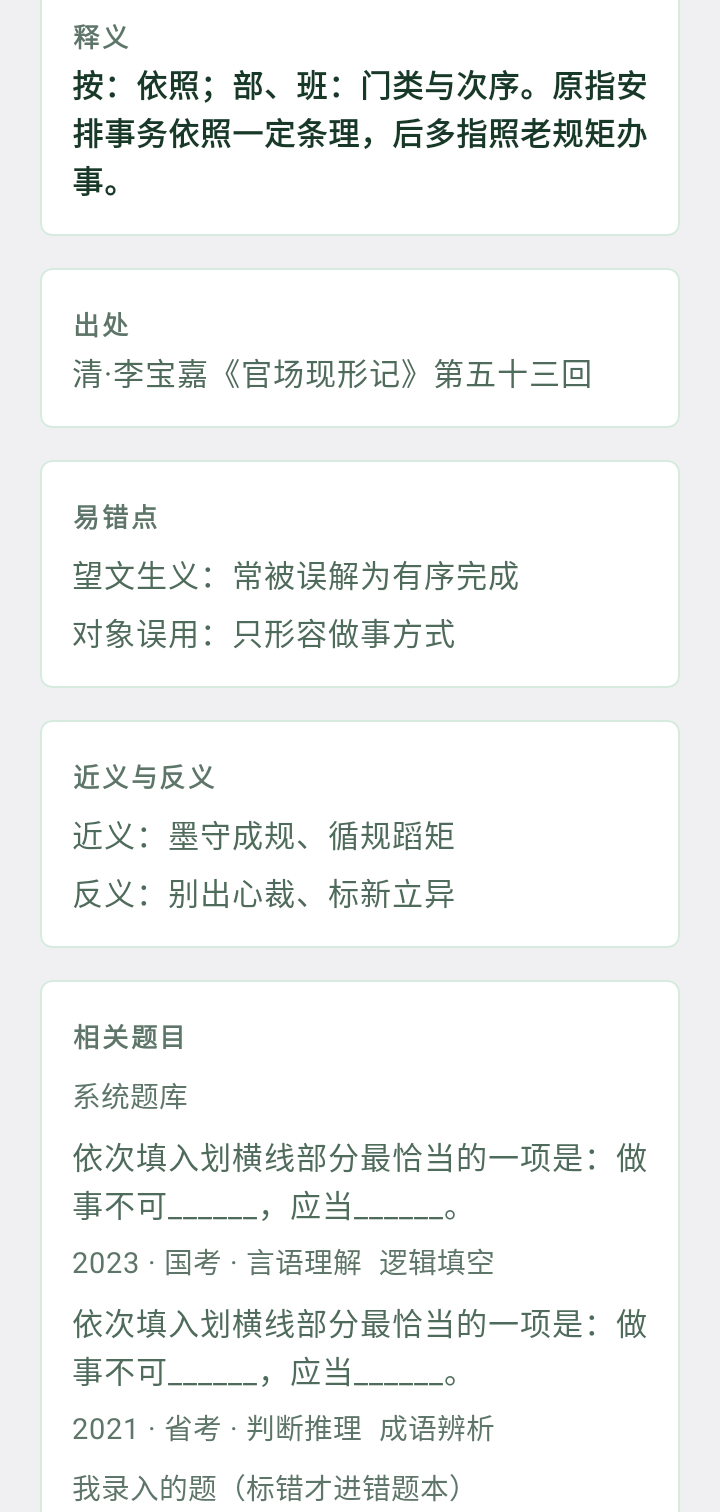 释义
按：依照；部、班：门类与次序。原指安
排事务依照一定条理，后多指照老规矩办
事。
出处
清·李宝嘉《官场现形记》第五十三回
易错点
望文生义：常被误解为有序完成
对象误用：只形容做事方式
近义与反义
近义：墨守成规、循规蹈矩
反义：别出心裁、标新立异
相关题目
系统题库
依次填入划横线部分最恰当的一项是：做
事不可______，应当______。
2023 · 国考 · 言语理解 逻辑填空
依次填入划横线部分最恰当的一项是：做
事不可______，应当______。
2021 · 省考 · 判断推理 成语辨析
我录入的题（标错才进错题本）